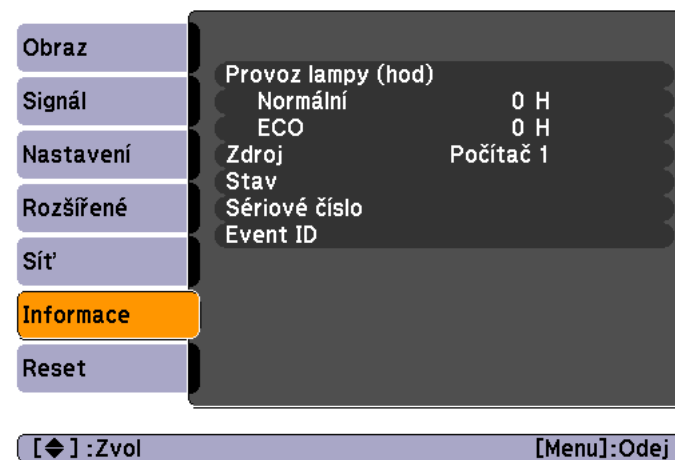 Obraz
Signál
Nastavení
Rozšířené
Síť
Informace
Reset
Provoz lampy (hod)
Normální 0 H
ECO 0 H
Zdroj Počítač 1
Stav
Sériové číslo
Event ID
[◆] :Zvol [Menu]:Odej